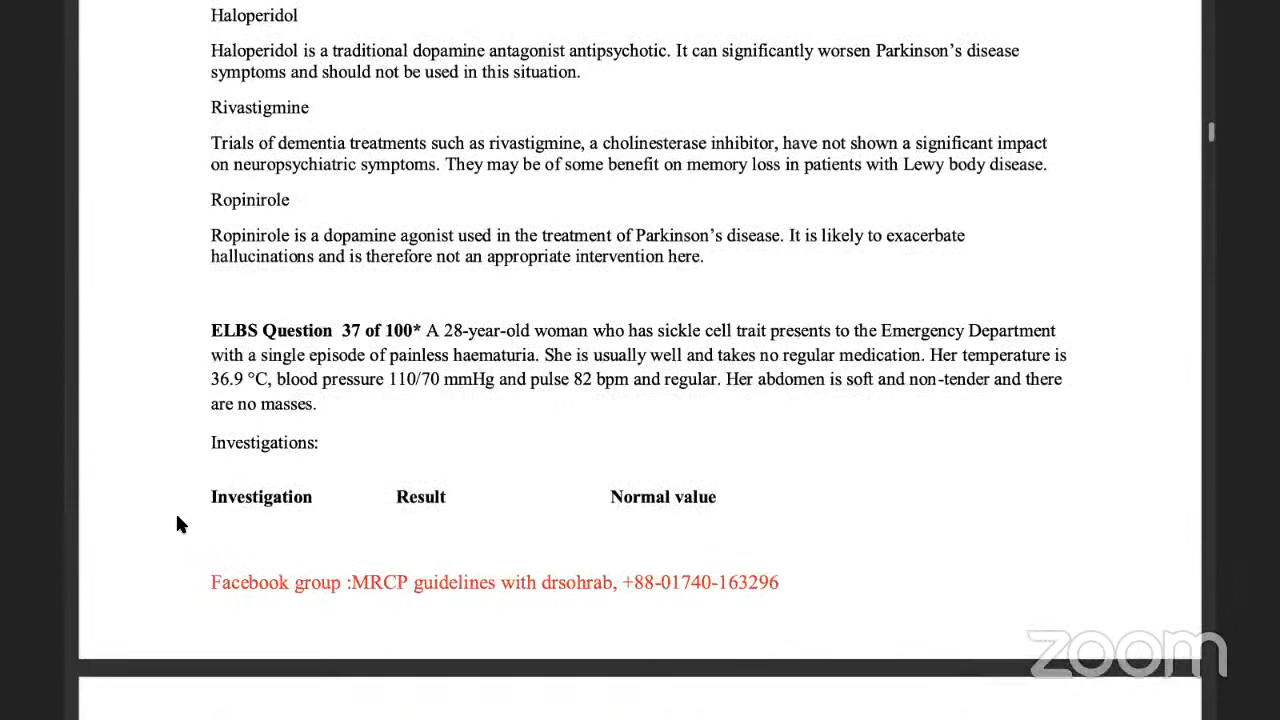 Haloperidol
Haloperidol is a traditional dopamine antagonist antipsychotic. It can significantly worsen Parkinson’s disease
symptoms and should not be used in this situation.
Rivastigmine
Trials of dementia treatments such as rivastigmine, a cholinesterase inhibitor, have not shown a significant impact
on neuropsychiatric symptoms. They may be of some benefit on memory loss in patients with Lewy body disease.
Ropinirole
Ropinirole is a dopamine agonist used in the treatment of Parkinson’s disease. It is likely to exacerbate
hallucinations and is therefore not an appropriate intervention here.
ELBS Question 37 of 100* A 28-year-old woman who has sickle cell trait presents to the Emergency Department
with a single episode of painless haematuria. She is usually well and takes no regular medication. Her temperature is
36.9 °C, blood pressure 110/70 mmHg and pulse 82 bpm and regular. Her abdomen is soft and non-tender and there
are no masses.
Investigations:
Investigation Result Normal value
Facebook group :MRCP guidelines with drsohrab, +88-01740-163296
zoom